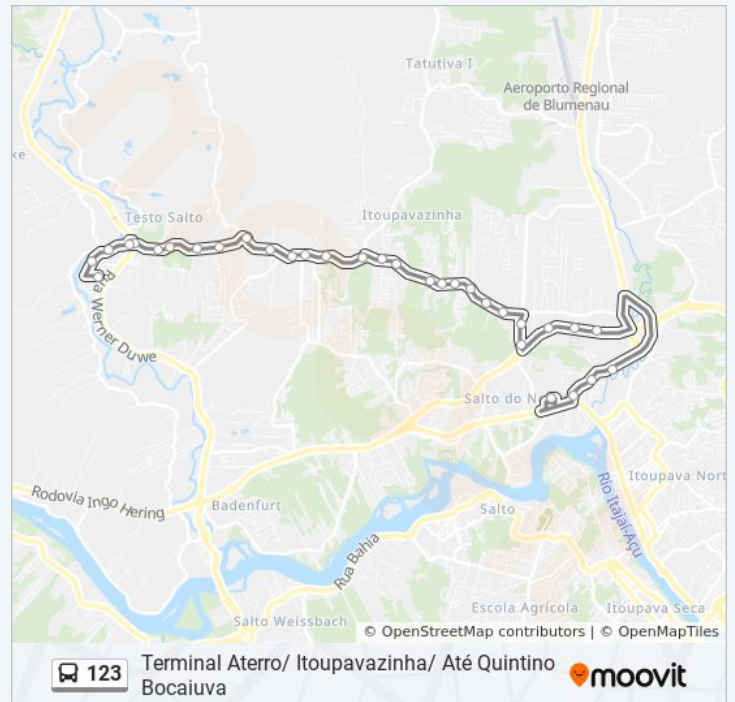 Tatutiva I
Aeroporto Regional
de Blumenau
ke
Testo Salto
Itoupavazinha
Rua Werner Duwe
Salto do N
Itoupava Nort
Rodovia Ingo Hering
Badenfurt
Salto
Rio Itajaí-Açu
Rua Bahia
Escola Agrícola
Itoupava Seca
Salto Weissbach
© OpenStreetMap contributors | © OpenMapTiles
123
Terminal Aterro/ Itoupavazinha/ Até Quintino
Bocaiuva
moovit